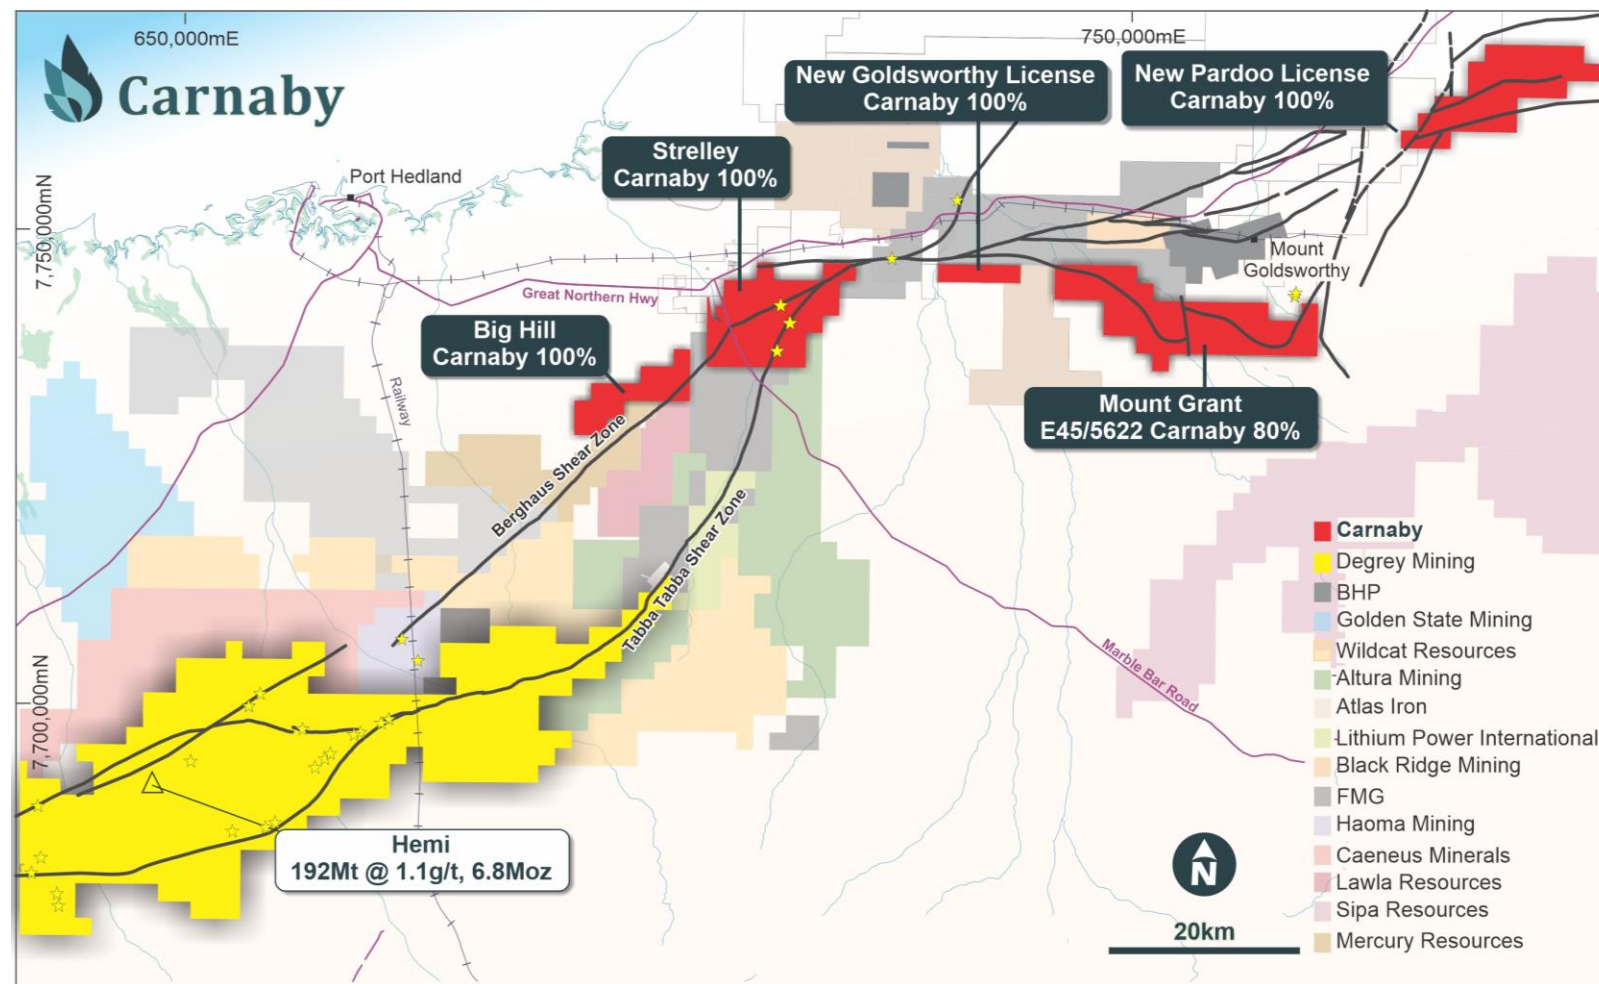 650,000mE
750,000mE
Carnaby
New Goldsworthy License
Carnaby 100%
New Pardoo License
Carnaby 100%
Strelley
Carnaby 100%
Port Hedland
7,750,000mN
Mount
Goldsworthy
Great Northern Hwy
Big Hill
Carnaby 100%
Railway
Mount Grant
E45/5622 Carnaby 80%
Berghaus Shear Zone
Tabba Tabba Shear Zone
Marble Bar Road
7,700,000mN
Hemi
192Mt @ 1.1g/t, 6.8Moz
Carnaby
Degrey Mining
BHP
Golden State Mining
Wildcat Resources
Altura Mining
Atlas Iron
Lithium Power International
Black Ridge Mining
FMG
Haoma Mining
Caeneus Minerals
Lawla Resources
Sipa Resources
Mercury Resources
N
20km